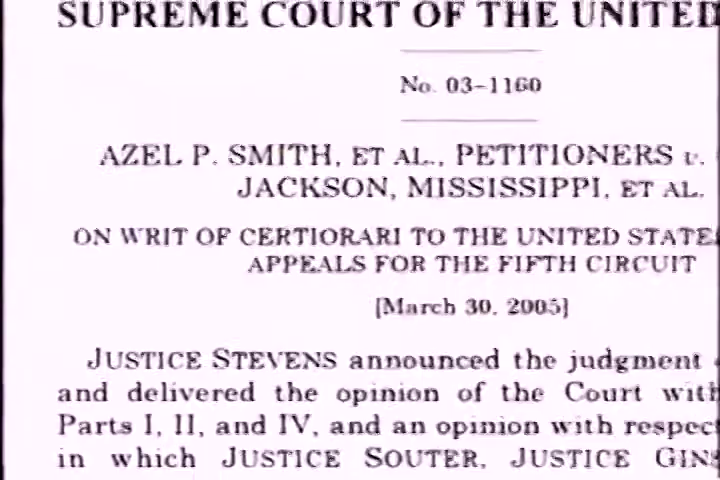 SUPREME COURT OF THE UNITED
No. 03–1160
AZEL P. SMITH, ET AL., PETITIONERS v.
JACKSON, MISSISSIPPI, ET AL.
ON WRIT OF CERTIORARI TO THE UNITED STATES
APPEALS FOR THE FIFTH CIRCUIT
[March 30, 2005]
JUSTICE STEVENS announced the judgment
and delivered the opinion of the Court with
Parts I, II, and IV, and an opinion with respect
in which JUSTICE SOUTER, JUSTICE GINS